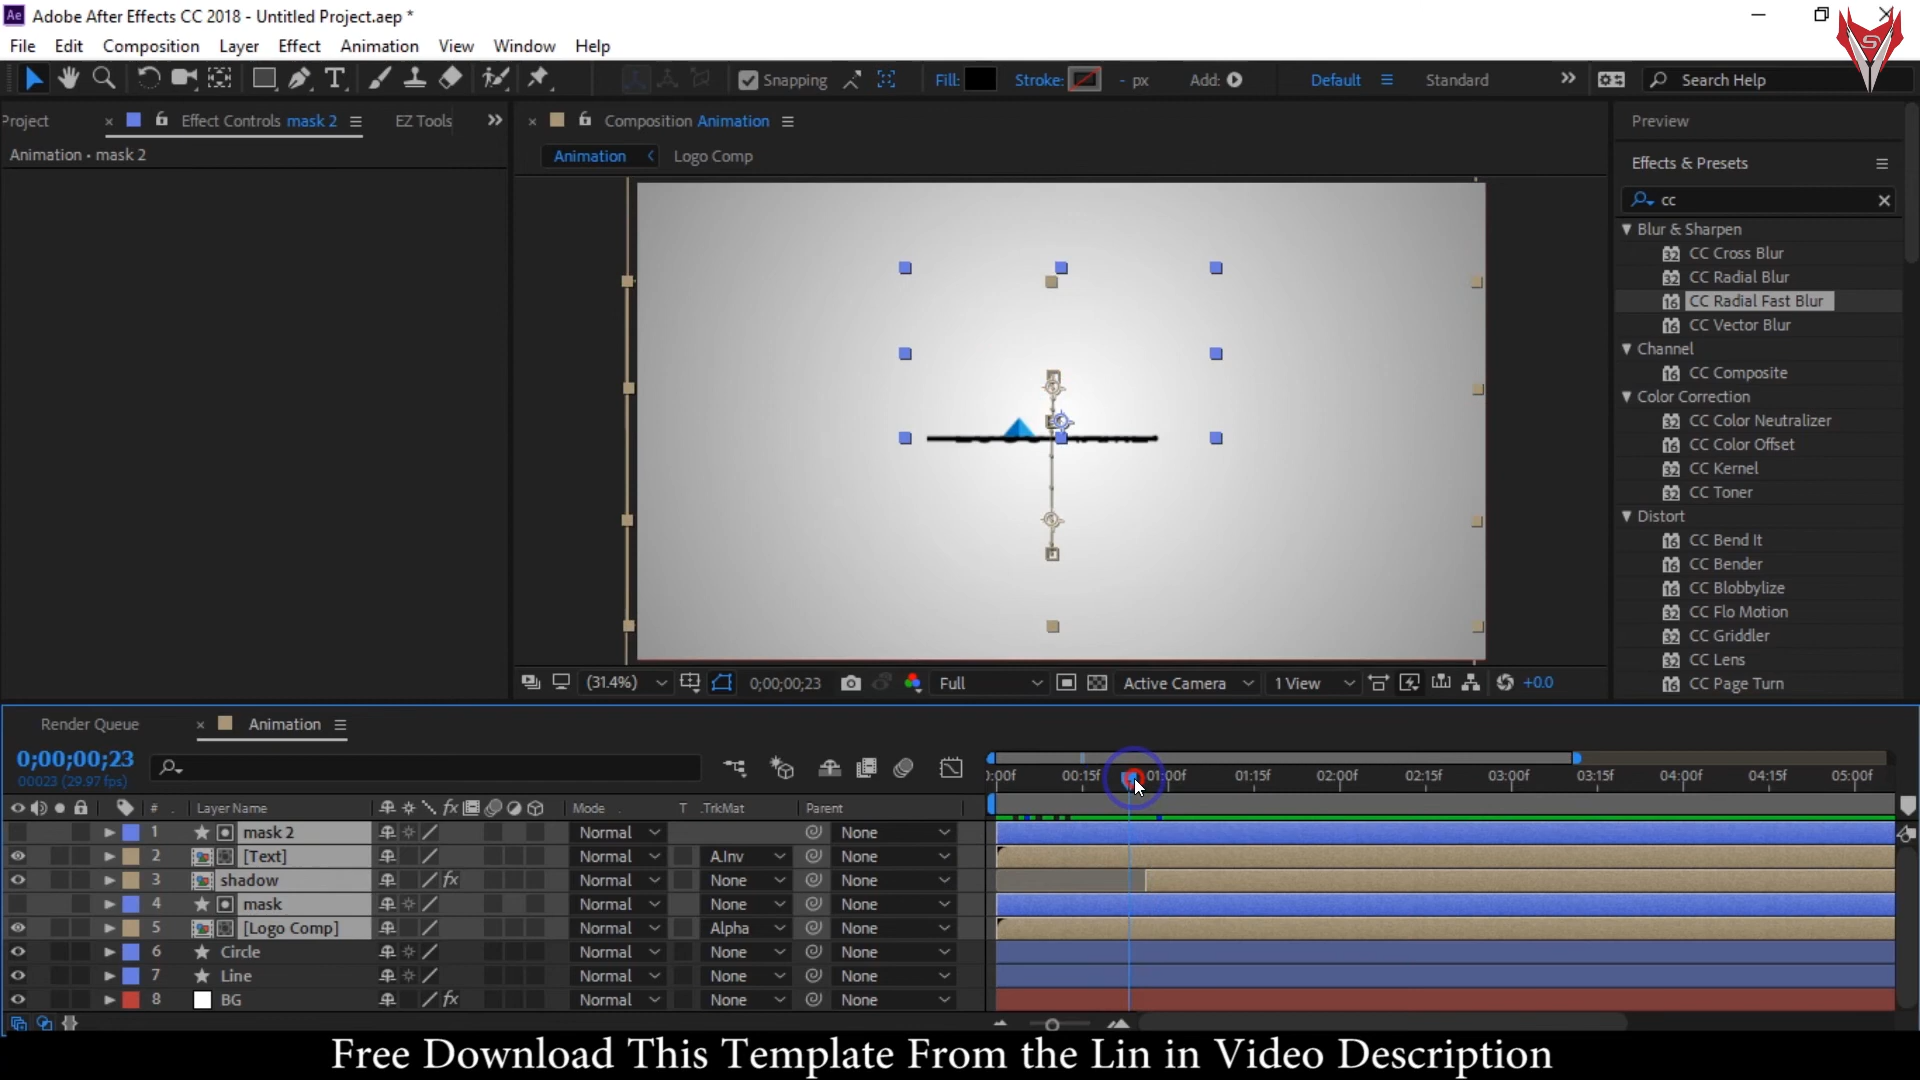 Ae Adobe After Effects CC 2018 - Untitled Project.aep *
File Edit Composition Layer Effect Animation View Window Help
Snapping Fill: Stroke: - px Add: Default Standard Search Help
Project Effect Controls mask 2 EZ Tools
Composition Animation
Preview
Animation • mask 2
Animation Logo Comp
Effects & Presets
cc
Blur & Sharpen
CC Cross Blur
CC Radial Blur
CC Radial Fast Blur
CC Vector Blur
Channel
CC Composite
Color Correction
CC Color Neutralizer
CC Color Offset
CC Kernel
CC Toner
Distort
CC Bend It
CC Bender
CC Blobbylize
CC Flo Motion
CC Griddler
CC Lens
CC Page Turn
(31.4%) 0;00;00;23 Full Active Camera 1 View +0.0
Render Queue Animation
0;00;00;23
00023 (29.97 fps)
0:00f 00:15f 01:00f 01:15f 02:00f 02:15f 03:00f 03:15f 04:00f 04:15f 05:00f
# Layer Name fx Mode T .TrkMat Parent
1 mask 2 Normal None
2 [Text] Normal A.Inv None
3 shadow fx Normal None None
4 mask Normal None None
5 [Logo Comp] Normal Alpha None
6 Circle Normal None None
7 Line Normal None None
8 BG fx Normal None None
Free Download This Template From the Lin in Video Description